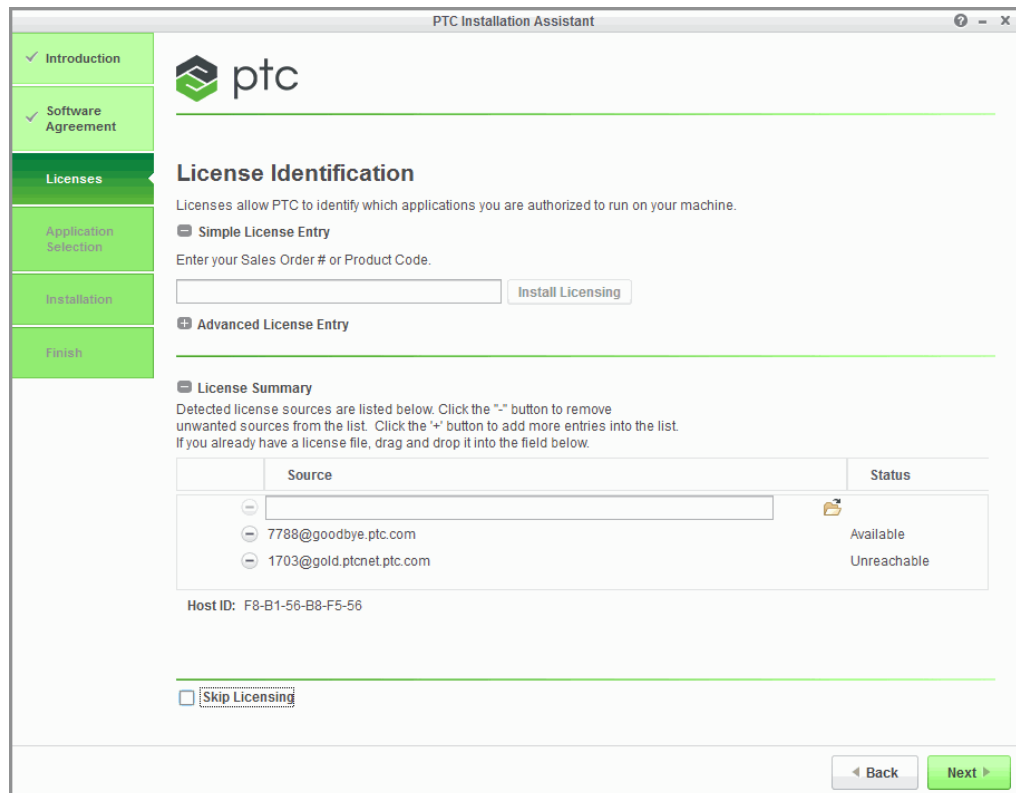 PTC Installation Assistant
Introduction
Software
Agreement
Licenses
Application
Selection
Installation
Finish
ptc
License Identification
Licenses allow PTC to identify which applications you are authorized to run on your machine.
Simple License Entry
Enter your Sales Order # or Product Code.
Install Licensing
Advanced License Entry
License Summary
Detected license sources are listed below. Click the "-" button to remove
unwanted sources from the list. Click the '+' button to add more entries into the list.
If you already have a license file, drag and drop it into the field below.
Source Status
7788@goodbye.ptc.com Available
1703@gold.ptcnet.ptc.com Unreachable
Host ID: F8-B1-56-B8-F5-56
Skip Licensing
Back Next